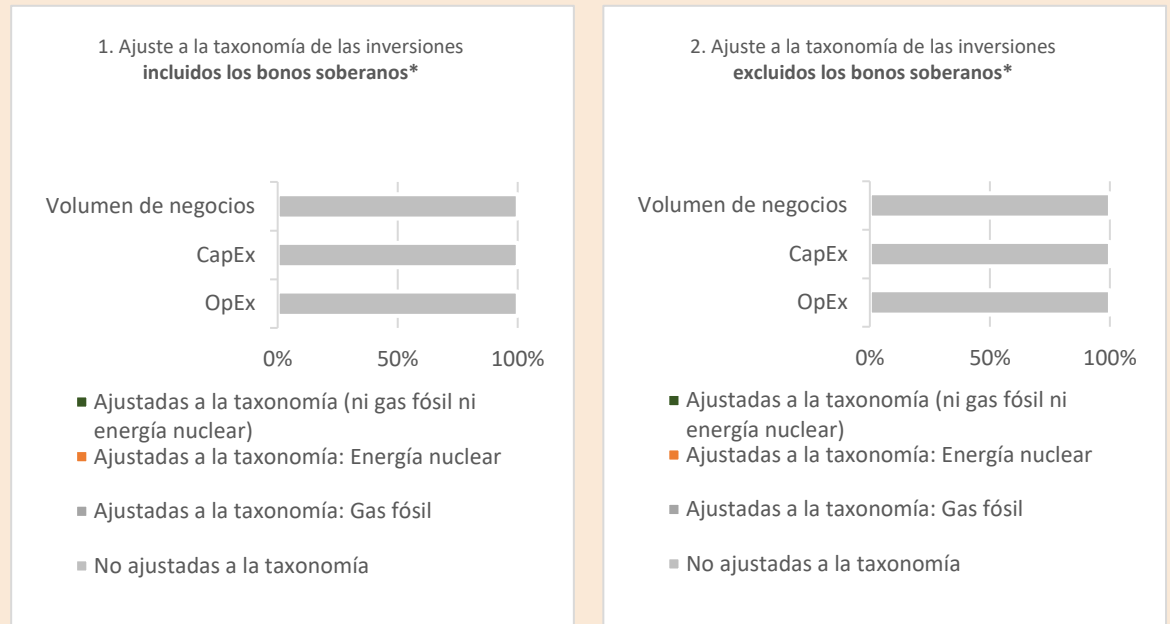 1. Ajuste a la taxonomía de las inversiones
incluidos los bonos soberanos*
Volumen de negocios
CapEx
OpEx
0% 50% 100%
Ajustadas a la taxonomía (ni gas fósil ni
energía nuclear)
Ajustadas a la taxonomía: Energía nuclear
Ajustadas a la taxonomía: Gas fósil
No ajustadas a la taxonomía
2. Ajuste a la taxonomía de las inversiones
excluidos los bonos soberanos*
Volumen de negocios
CapEx
OpEx
0% 50% 100%
Ajustadas a la taxonomía (ni gas fósil ni
energía nuclear)
Ajustadas a la taxonomía: Energía nuclear
Ajustadas a la taxonomía: Gas fósil
No ajustadas a la taxonomía